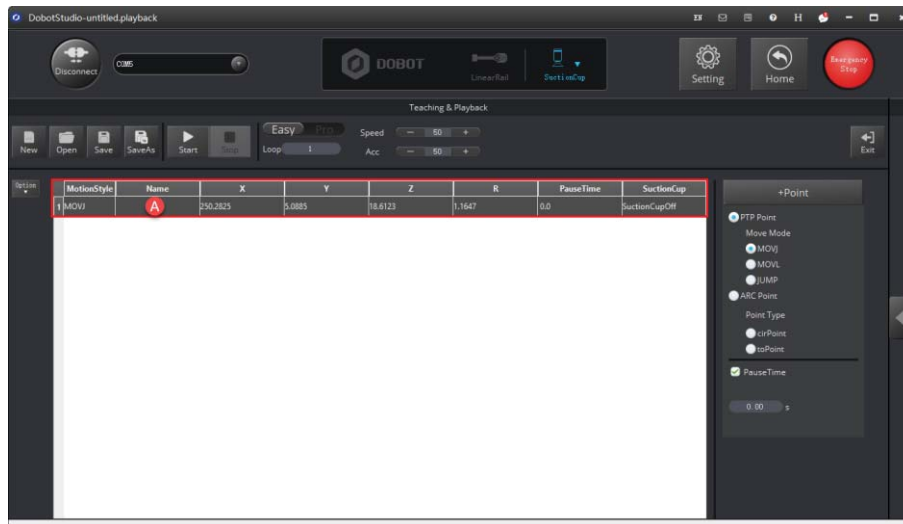 DobotStudio-untitled.playback
H
Disconnect
COM5
DOBOT
LinearRail
SuctionCup
Setting
Home
Emergency Stop
Teaching & Playback
New
Open
Save
SaveAs
Start
Stop
Easy
Pro
Loop
1
Speed
50
Acc
50
Exit
Option
MotionStyle Name X Y Z R PauseTime SuctionCup
1 MOVJ A 250.2825 5.0885 18.6123 1.1647 0.0 SuctionCupOff
+Point
PTP Point
Move Mode
MOVJ
MOVL
JUMP
ARC Point
Point Type
cirPoint
toPoint
PauseTime
0.00 s